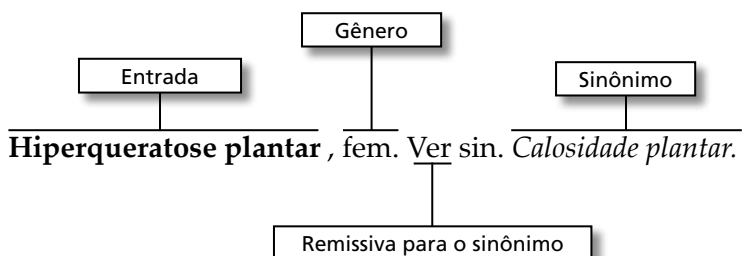 Gênero
Entrada
Sinônimo
Hiperqueratose plantar , fem. Ver sin. Calosidade plantar.
Remissiva para o sinônimo